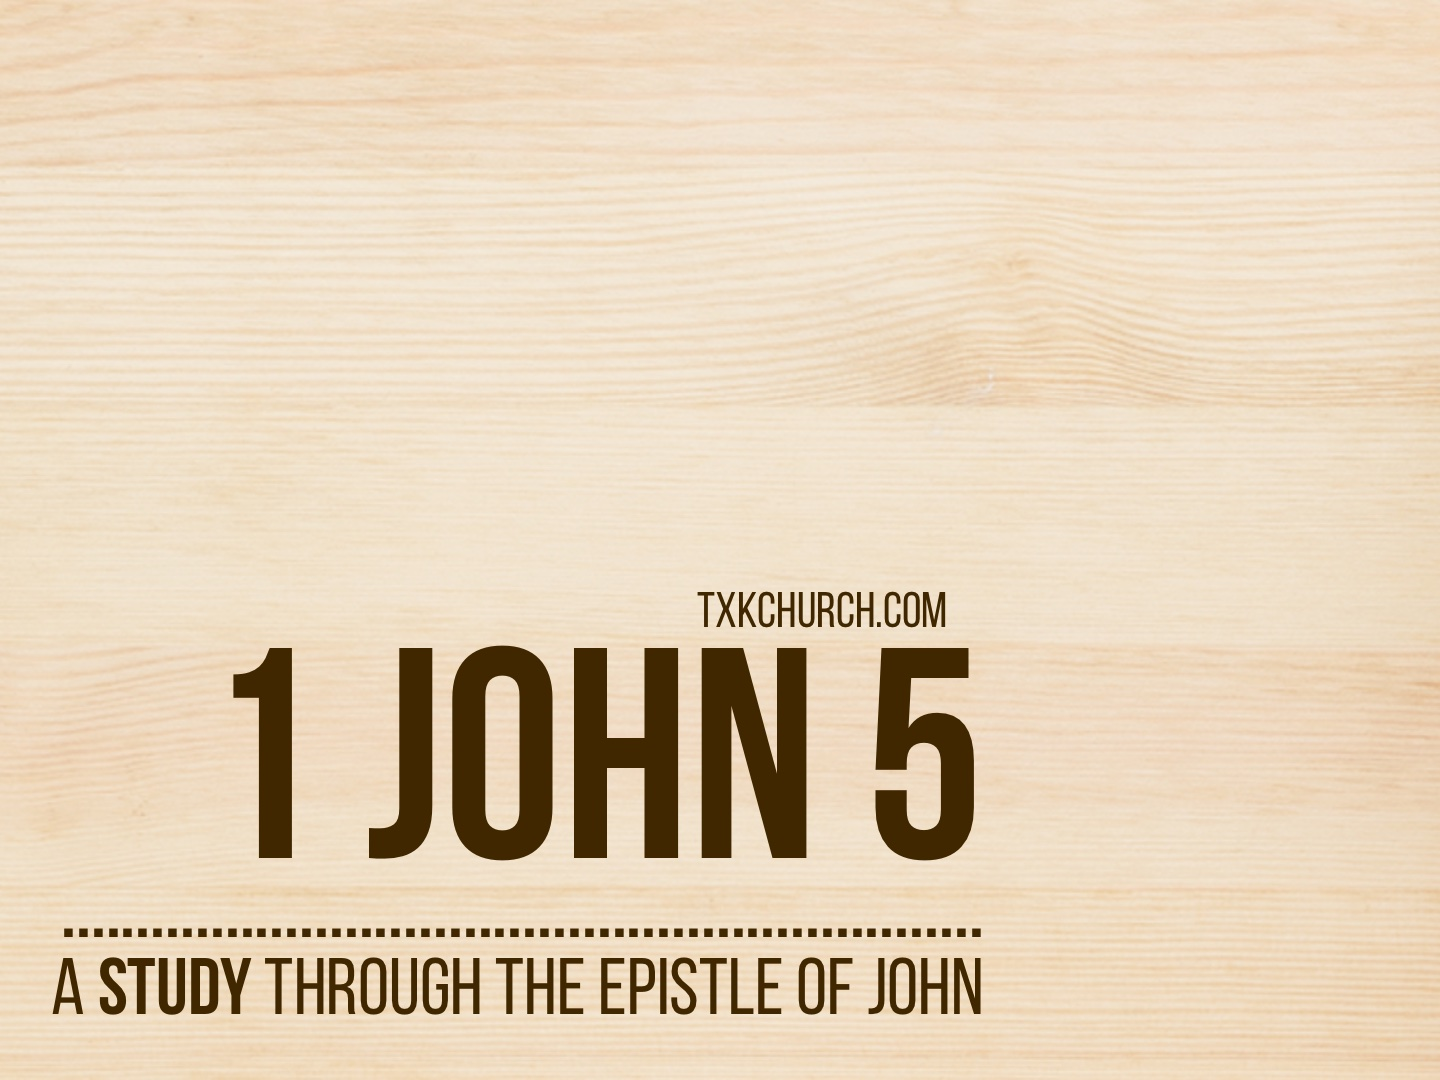 TXKCHURCH.COM
1 JOHN 5
A STUDY THROUGH THE EPISTLE OF JOHN